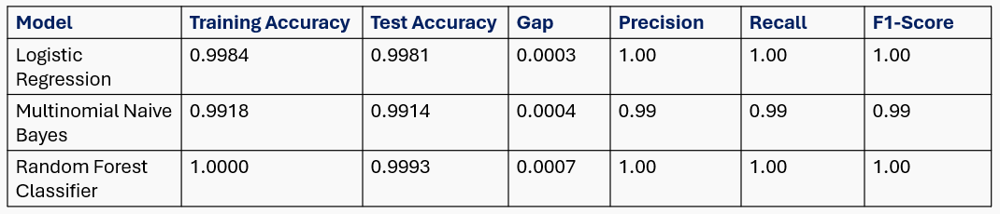 Model Training Accuracy Test Accuracy Gap Precision Recall F1-Score
Logistic Regression 0.9984 0.9981 0.0003 1.00 1.00 1.00
Multinomial Naive Bayes 0.9918 0.9914 0.0004 0.99 0.99 0.99
Random Forest Classifier 1.0000 0.9993 0.0007 1.00 1.00 1.00